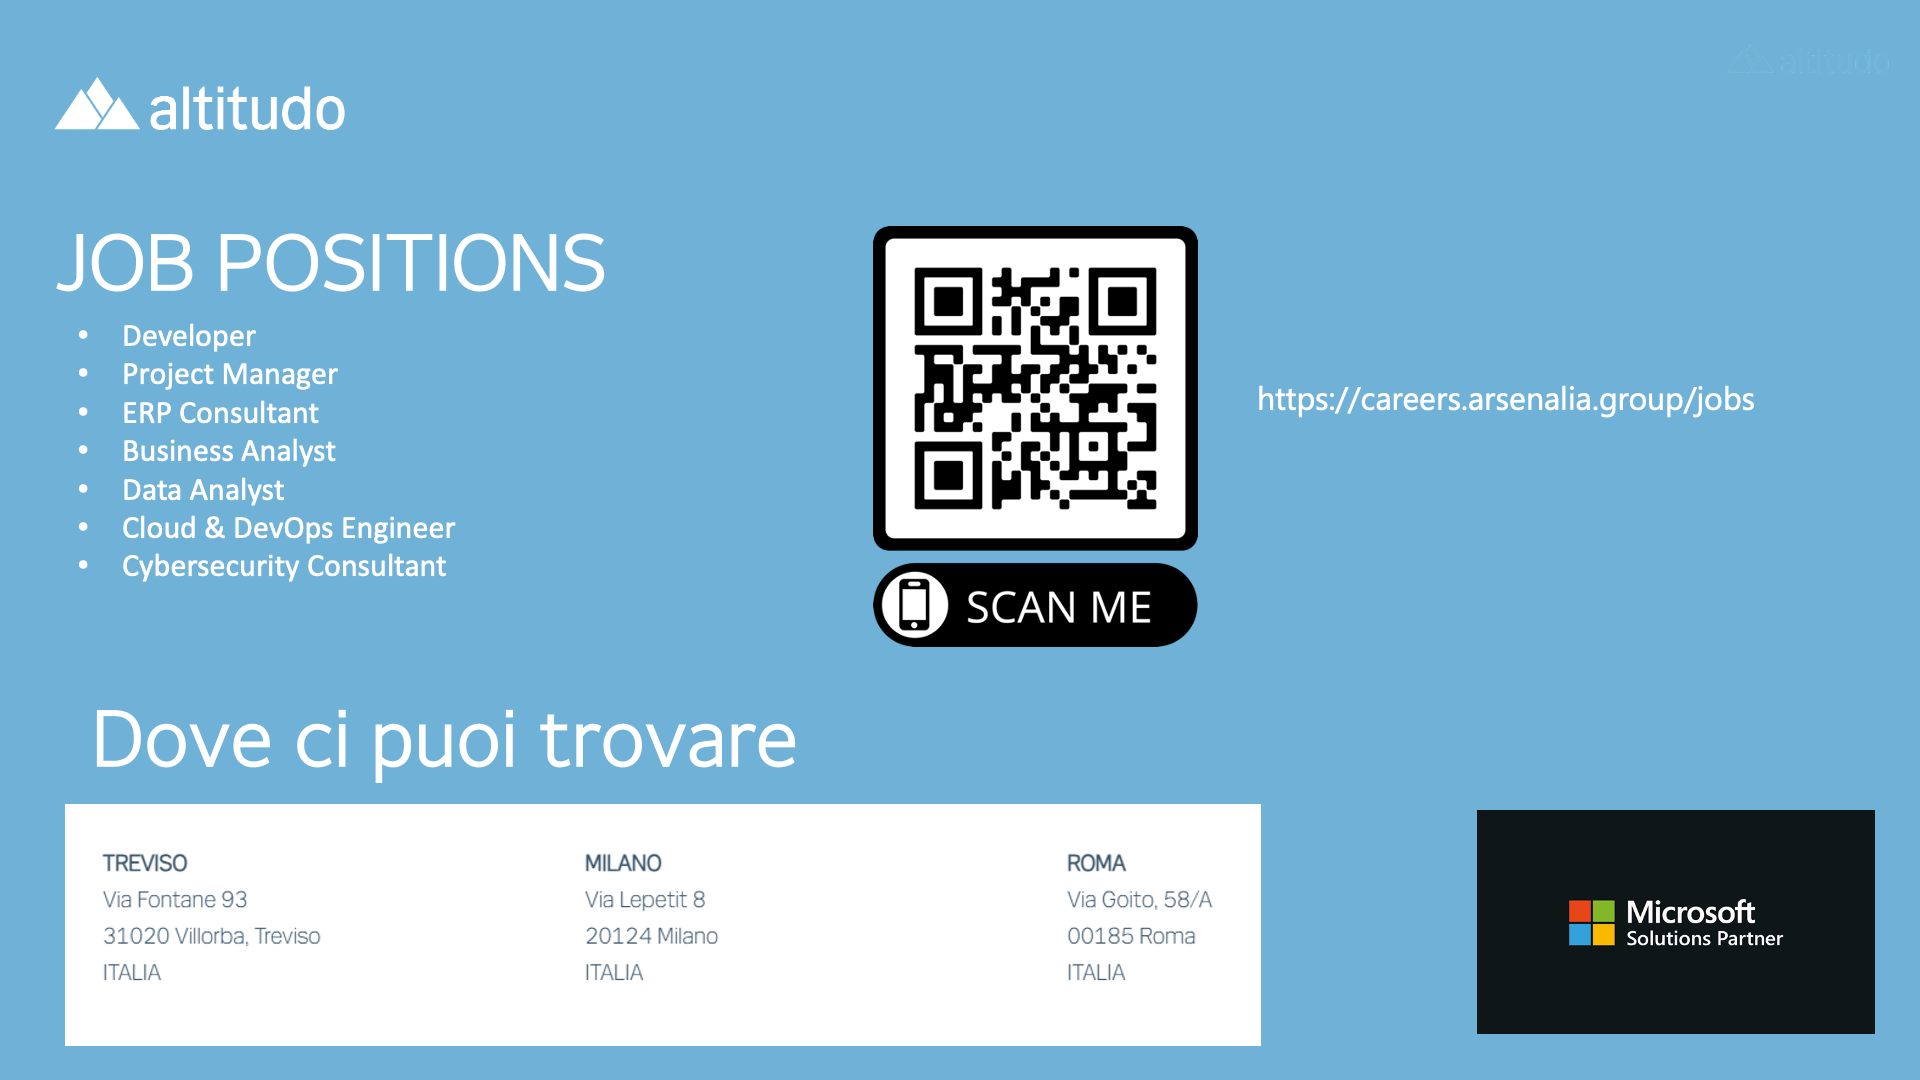 altitudo
altitudo
JOB POSITIONS
• Developer
• Project Manager
• ERP Consultant
• Business Analyst
• Data Analyst
• Cloud & DevOps Engineer
• Cybersecurity Consultant
https://careers.arsenalia.group/jobs
SCAN ME
Dove ci puoi trovare
TREVISO
Via Fontane 93
31020 Villorba, Treviso
ITALIA
MILANO
Via Lepetit 8
20124 Milano
ITALIA
ROMA
Via Goito, 58/A
00185 Roma
ITALIA
Microsoft
Solutions Partner